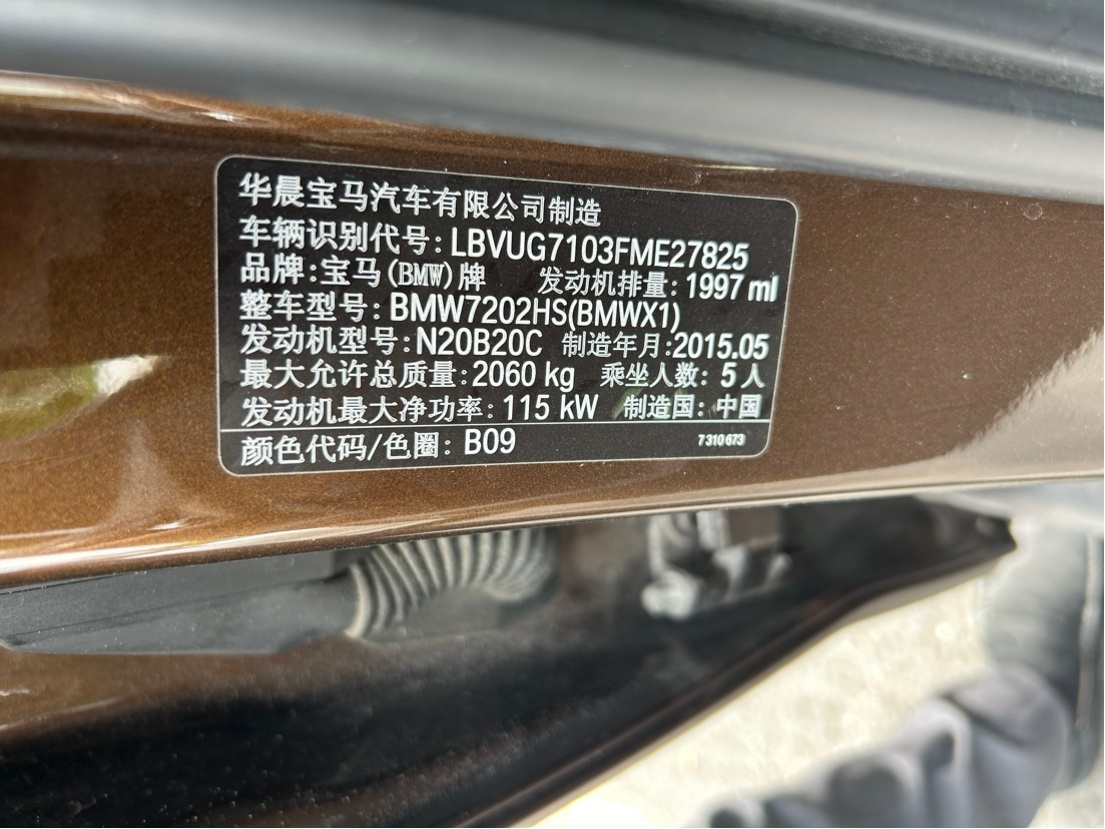 华晨宝马汽车有限公司制造
车辆识别代号:LBVUG7103FME27825
品牌:宝马(BMW)牌 发动机排量:1997 ml
整车型号:BMW7202HS(BMWX1)
发动机型号:N20B20C 制造年月:2015.05
最大允许总质量:2060 kg 乘坐人数: 5人
发动机最大净功率:115 kW 制造国: 中国
颜色代码/色圈: B09 7310673